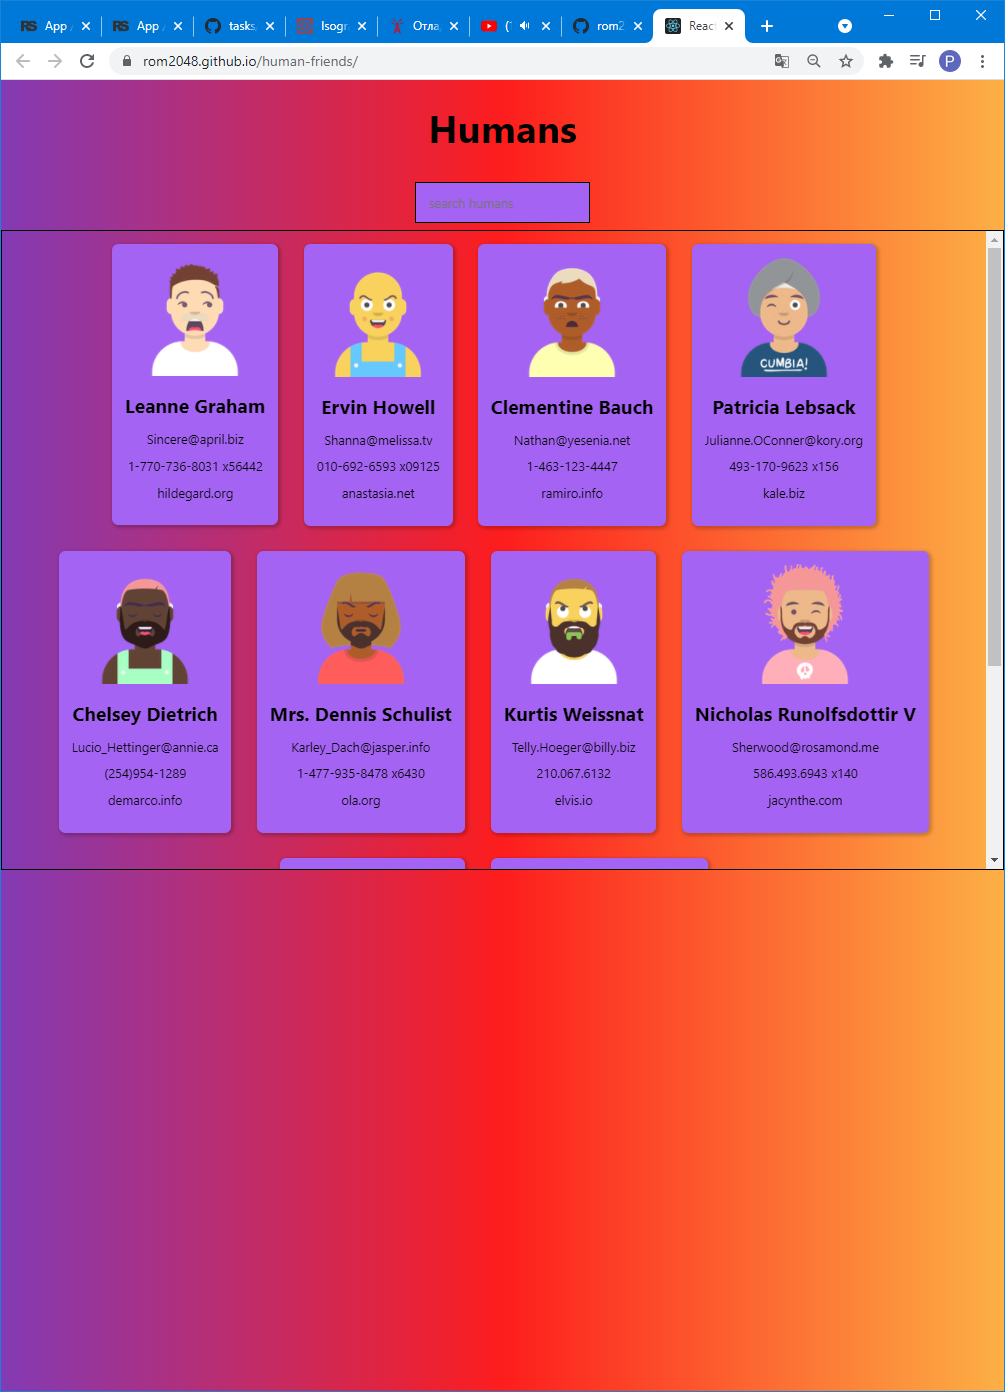 RS App
RS App
tasks
Isogr
Отла
(1
rom2
React
rom2048.github.io/human-friends/
P
Humans
search humans
CUMBIA!
Leanne Graham
Sincere@april.biz
1-770-736-8031 x56442
hildegard.org
Ervin Howell
Shanna@melissa.tv
010-692-6593 x09125
anastasia.net
Clementine Bauch
Nathan@yesenia.net
1-463-123-4447
ramiro.info
Patricia Lebsack
Julianne.OConner@kory.org
493-170-9623 x156
kale.biz
Chelsey Dietrich
Lucio_Hettinger@annie.ca
(254)954-1289
demarco.info
Mrs. Dennis Schulist
Karley_Dach@jasper.info
1-477-935-8478 x6430
ola.org
Kurtis Weissnat
Telly.Hoeger@billy.biz
210.067.6132
elvis.io
Nicholas Runolfsdottir V
Sherwood@rosamond.me
586.493.6943 x140
jacynthe.com